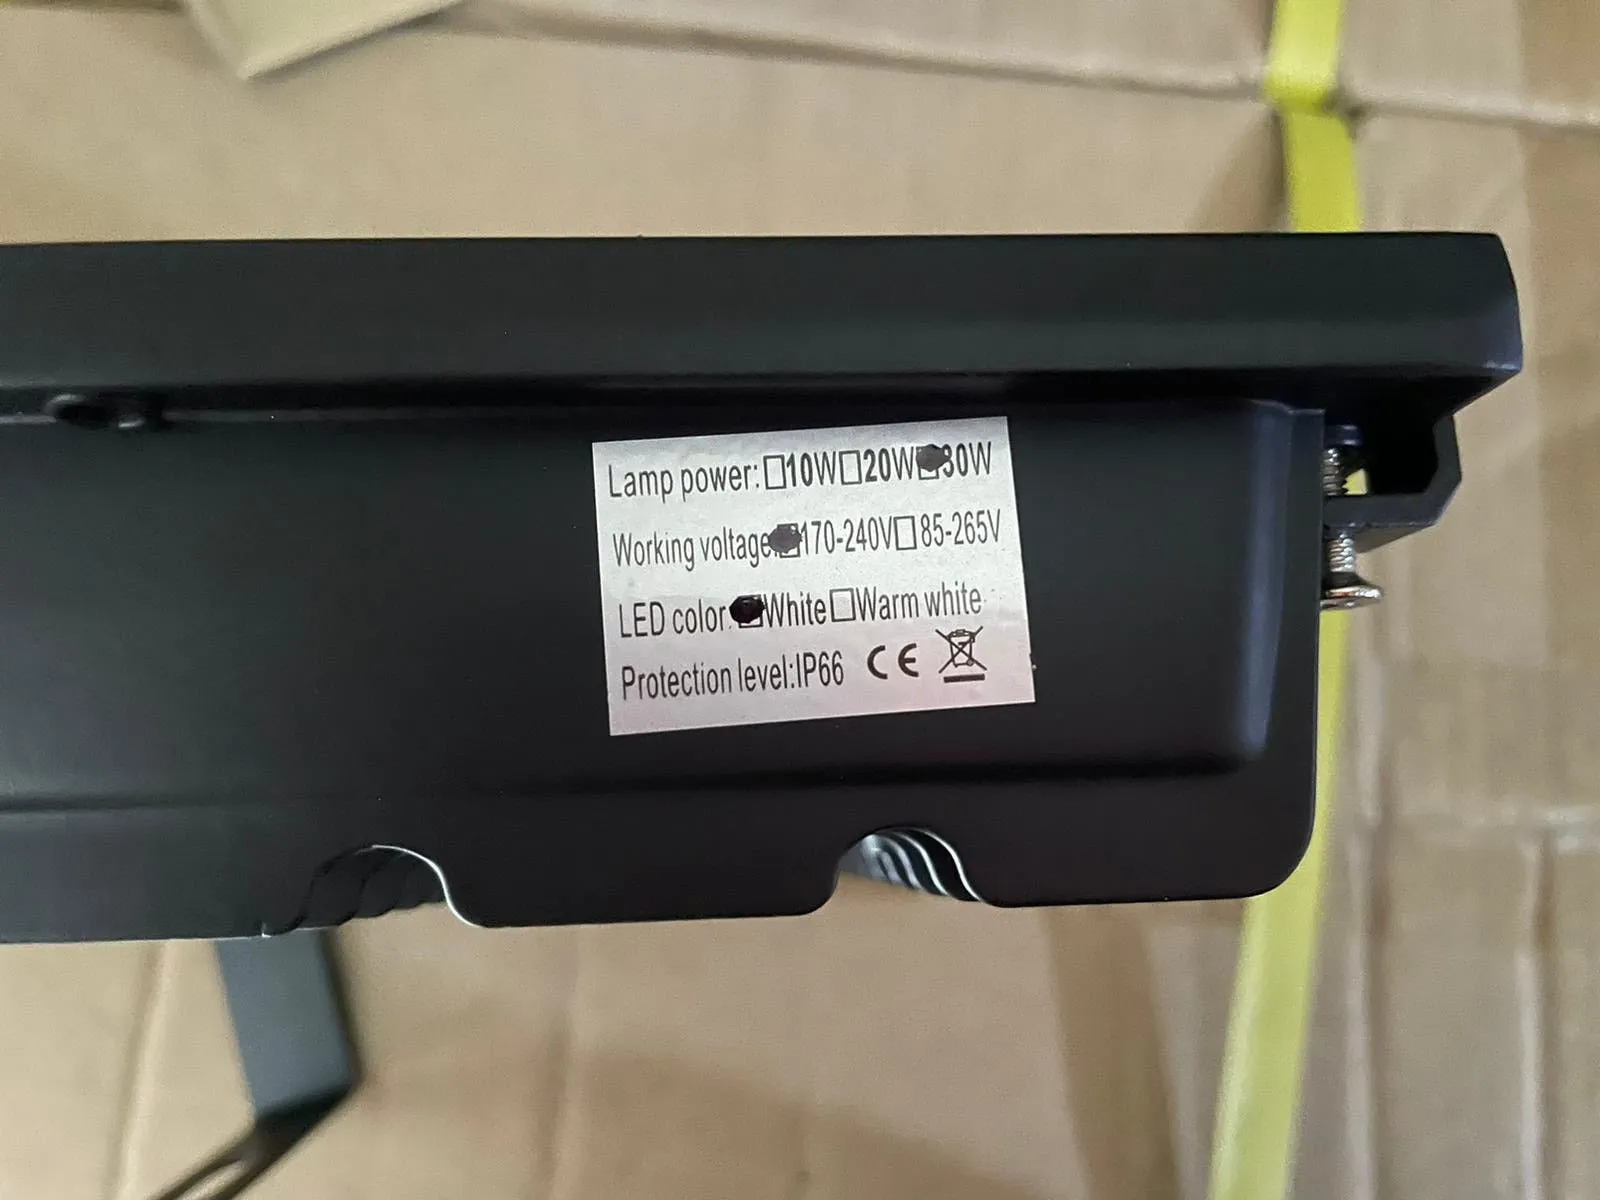 Lamp power:☐10W☐20W■30W
Working voltage:■170-240V☐85-265V
LED color:■White☐Warm white
Protection level:IP66 CE